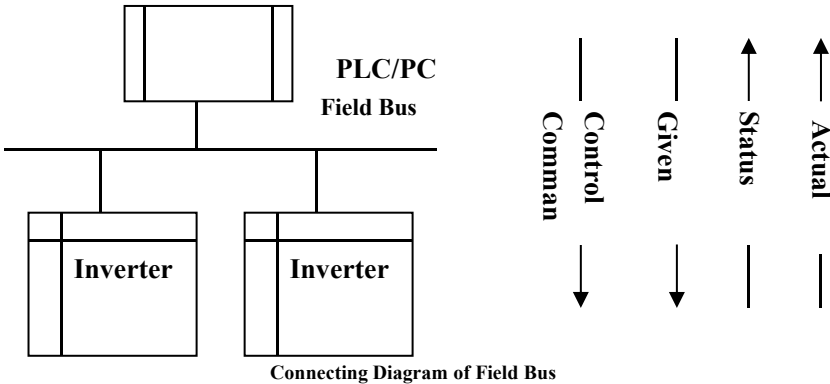 PLC/PC
Field Bus
Inverter
Inverter
Control
Comman
Given
Status
Actual
Connecting Diagram of Field Bus